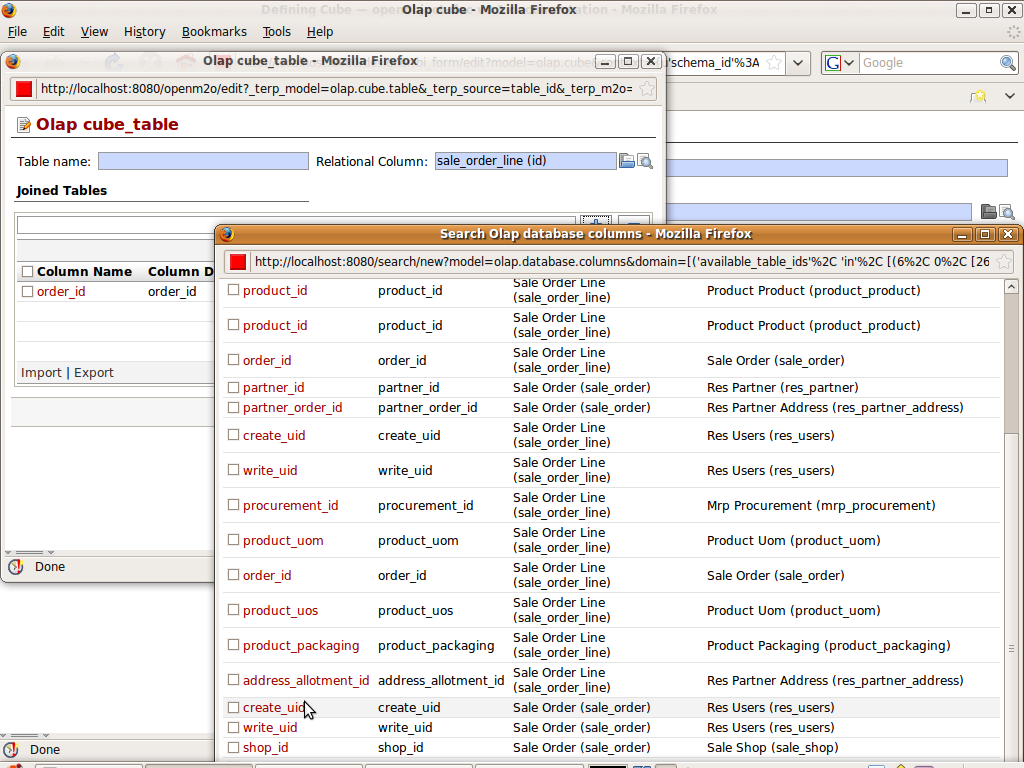 Olap cube - Mozilla Firefox
File Edit View History Bookmarks Tools Help
Olap cube_table - Mozilla Firefox
'schema_id'%3A
Google
http://localhost:8080/openm2o/edit?_terp_model=olap.cube.table&_terp_source=table_id&_terp_m2o=
Olap cube_table
Table name: Relational Column: sale_order_line (id)
Joined Tables
Search Olap database columns - Mozilla Firefox
http://localhost:8080/search/new?model=olap.database.columns&domain=[('available_table_ids'%2C 'in'%2C [(6%2C 0%2C [26
Column Name Column D
order_id order_id
Import | Export
Done
Done
product_id product_id Sale Order Line (sale_order_line) Product Product (product_product)
product_id product_id Sale Order Line (sale_order_line) Product Product (product_product)
order_id order_id Sale Order Line (sale_order_line) Sale Order (sale_order)
partner_id partner_id Sale Order (sale_order) Res Partner (res_partner)
partner_order_id partner_order_id Sale Order (sale_order) Res Partner Address (res_partner_address)
create_uid create_uid Sale Order Line (sale_order_line) Res Users (res_users)
write_uid write_uid Sale Order Line (sale_order_line) Res Users (res_users)
procurement_id procurement_id Sale Order Line (sale_order_line) Mrp Procurement (mrp_procurement)
product_uom product_uom Sale Order Line (sale_order_line) Product Uom (product_uom)
order_id order_id Sale Order Line (sale_order_line) Sale Order (sale_order)
product_uos product_uos Sale Order Line (sale_order_line) Product Uom (product_uom)
product_packaging product_packaging Sale Order Line (sale_order_line) Product Packaging (product_packaging)
address_allotment_id address_allotment_id Sale Order Line (sale_order_line) Res Partner Address (res_partner_address)
create_uid create_uid Sale Order (sale_order) Res Users (res_users)
write_uid write_uid Sale Order (sale_order) Res Users (res_users)
shop_id shop_id Sale Order (sale_order) Sale Shop (sale_shop)